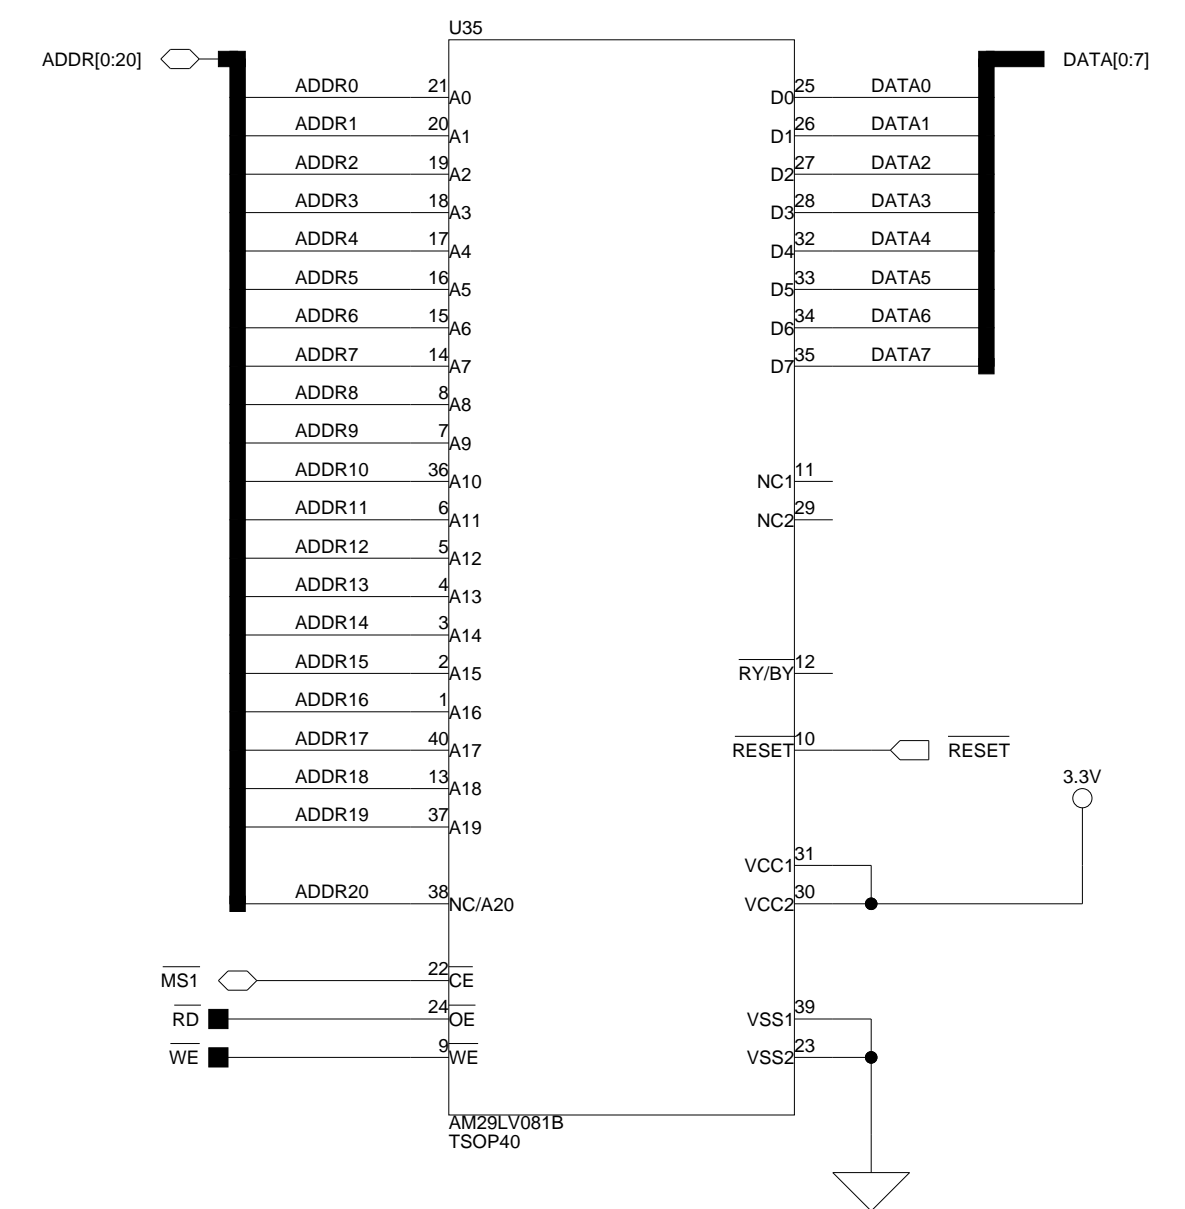 U35
ADDR[0:20] DATA[0:7]
ADDR0 21 A0 D0 25 DATA0
ADDR1 20 A1 D1 26 DATA1
ADDR2 19 A2 D2 27 DATA2
ADDR3 18 A3 D3 28 DATA3
ADDR4 17 A4 D4 32 DATA4
ADDR5 16 A5 D5 33 DATA5
ADDR6 15 A6 D6 34 DATA6
ADDR7 14 A7 D7 35 DATA7
ADDR8 8 A8
ADDR9 7 A9
ADDR10 36 A10 NC1 11
ADDR11 6 A11 NC2 29
ADDR12 5 A12
ADDR13 4 A13
ADDR14 3 A14
ADDR15 2 A15 RY/BY 12
ADDR16 1 A16
ADDR17 40 A17 RESET 10 RESET
ADDR18 13 A18 3.3V
ADDR19 37 A19
VCC1 31
ADDR20 38 NC/A20 VCC2 30
MS1 22 CE
RD 24 OE VSS1 39
WE 9 WE VSS2 23
AM29LV081B
TSOP40